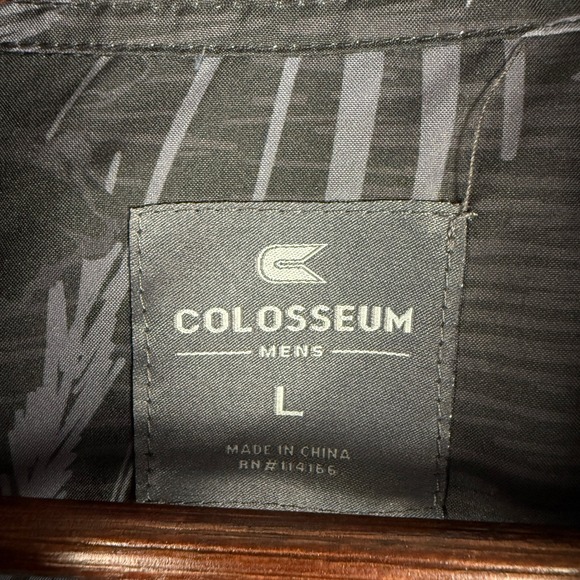 COLOSSEUM
MENS
L
MADE IN CHINA
RN#114166